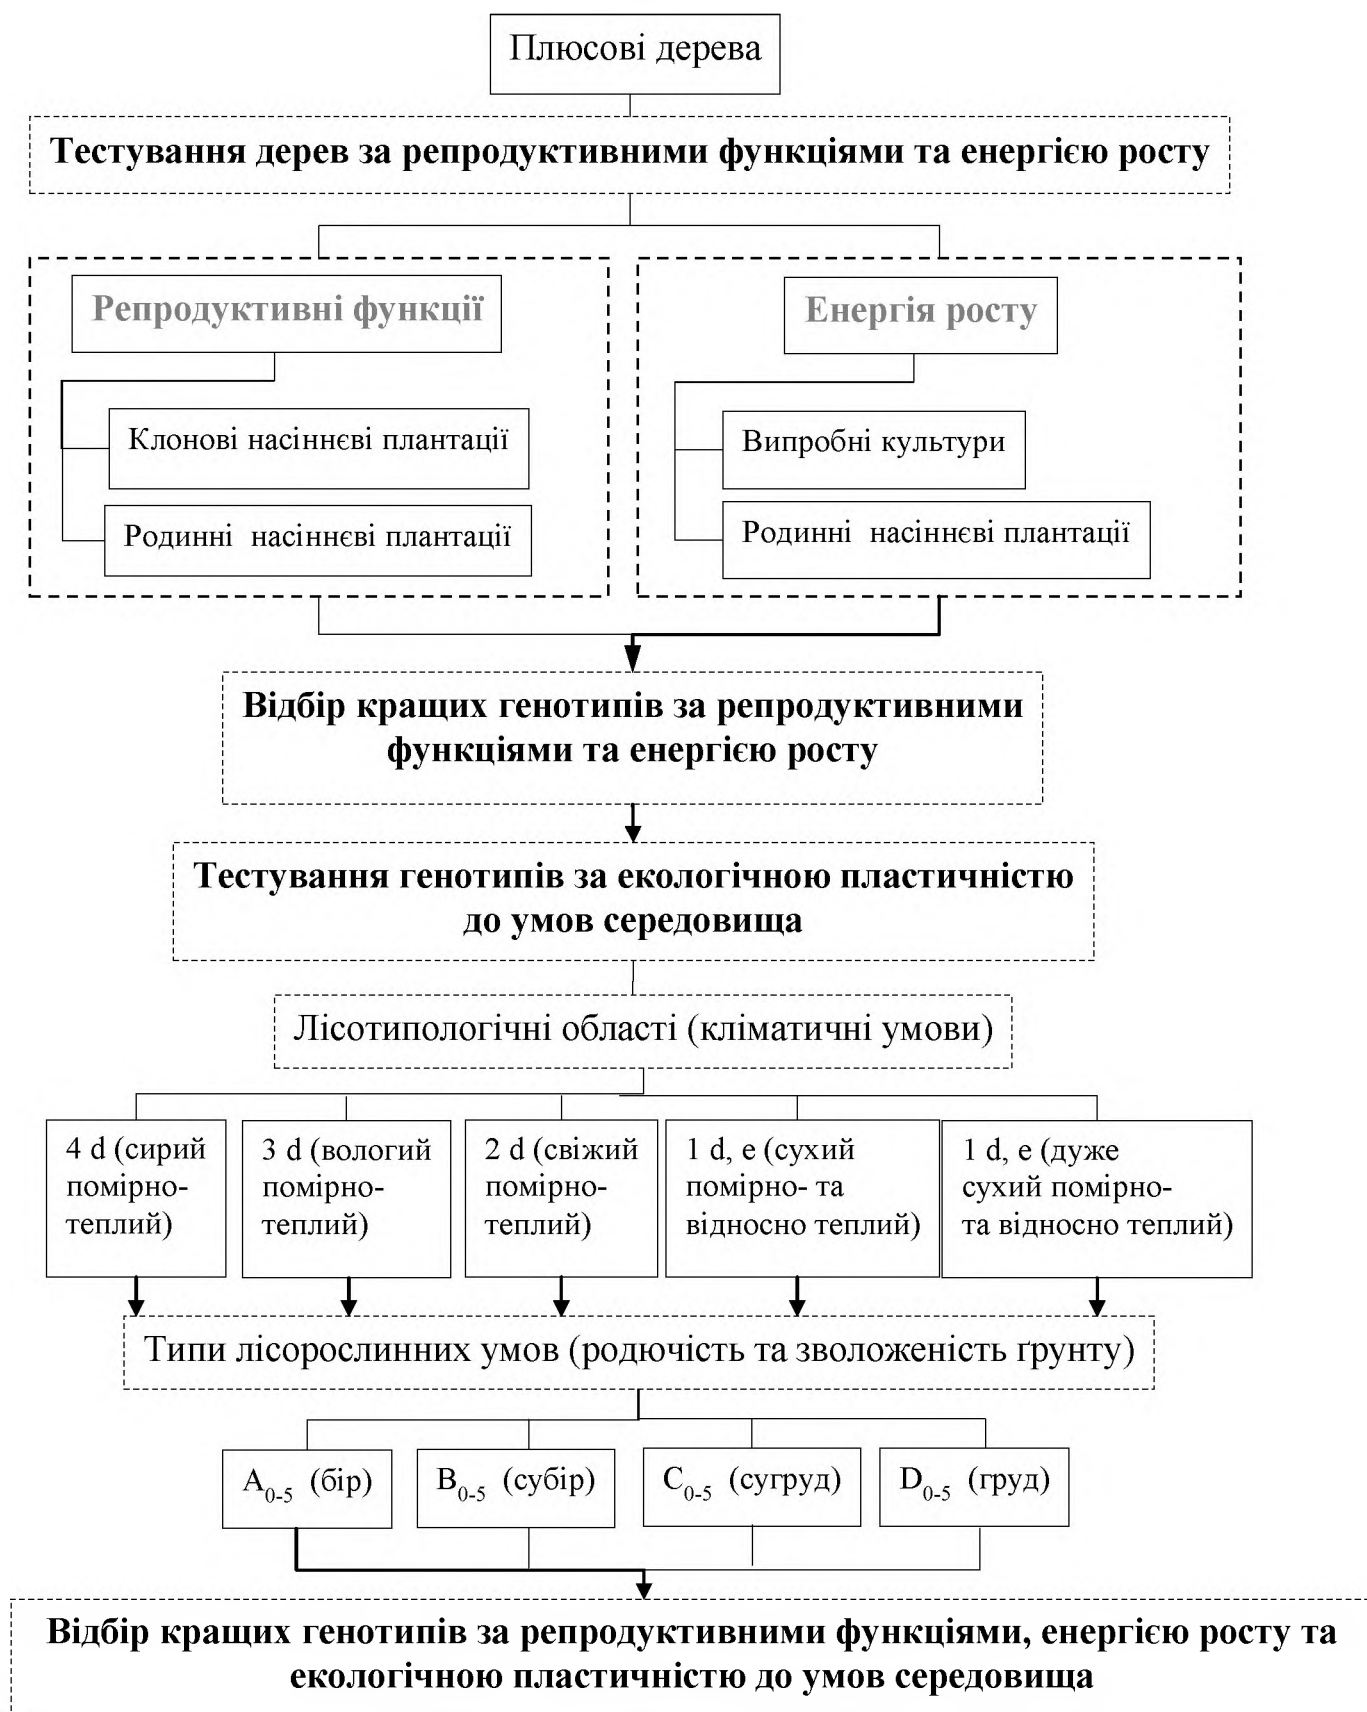 Плюсові дерева
Тестування дерев за репродуктивними функціями та енергією росту
Репродуктивні функції
Клонові насіннєві плантації
Родинні насіннєві плантації
Енергія росту
Випробні культури
Родинні насіннєві плантації
Відбір кращих генотипів за репродуктивними
функціями та енергією росту
Тестування генотипів за екологічною пластичністю
до умов середовища
Лісотипологічні області (кліматичні умови)
4 d (сирий
помірно-
теплий)
3 d (вологий
помірно-
теплий)
2 d (свіжий
помірно-
теплий)
1 d, e (сухий
помірно- та
відносно теплий)
1 d, e (дуже
сухий помірно-
та відносно теплий)
Типи лісорослинних умов (родючість та зволоженість ґрунту)
A0-5 (бір)
B0-5 (субір)
C0-5 (сугруд)
D0-5 (груд)
Відбір кращих генотипів за репродуктивними функціями, енергією росту та
екологічною пластичністю до умов середовища